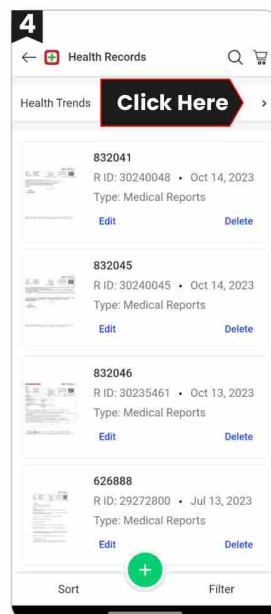 4
Health Records
Health Trends Click Here
832041
R ID: 30240048 • Oct 14, 2023
Type: Medical Reports
Edit Delete
832045
R ID: 30240045 • Oct 14, 2023
Type: Medical Reports
Edit Delete
832046
R ID: 30235461 • Oct 13, 2023
Type: Medical Reports
Edit Delete
626888
R ID: 29272800 • Jul 13, 2023
Type: Medical Reports
Edit Delete
Sort Filter